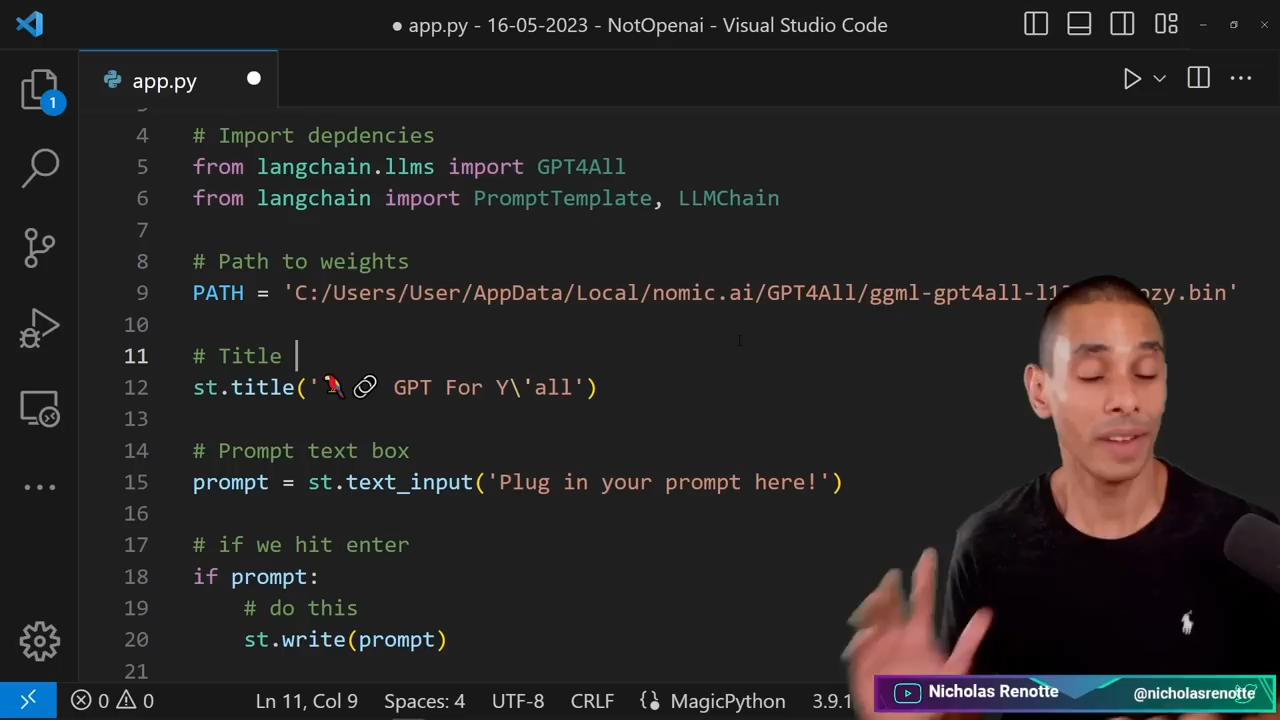 ● app.py - 16-05-2023 - NotOpenai - Visual Studio Code
app.py
1
4 # Import depdencies
5 from langchain.llms import GPT4All
6 from langchain import PromptTemplate, LLMChain
7
8 # Path to weights
9 PATH = 'C:/Users/User/AppData/Local/nomic.ai/GPT4All/ggml-gpt4all-l1 ozy.bin'
10
11 # Title
12 st.title('🦜🔗 GPT For Y\'all')
13
14 # Prompt text box
15 prompt = st.text_input('Plug in your prompt here!')
16
17 # if we hit enter
18 if prompt:
19 # do this
20 st.write(prompt)
21
0 0 Ln 11, Col 9 Spaces: 4 UTF-8 CRLF {} MagicPython 3.9.1
Nicholas Renotte @nicholasrenotte